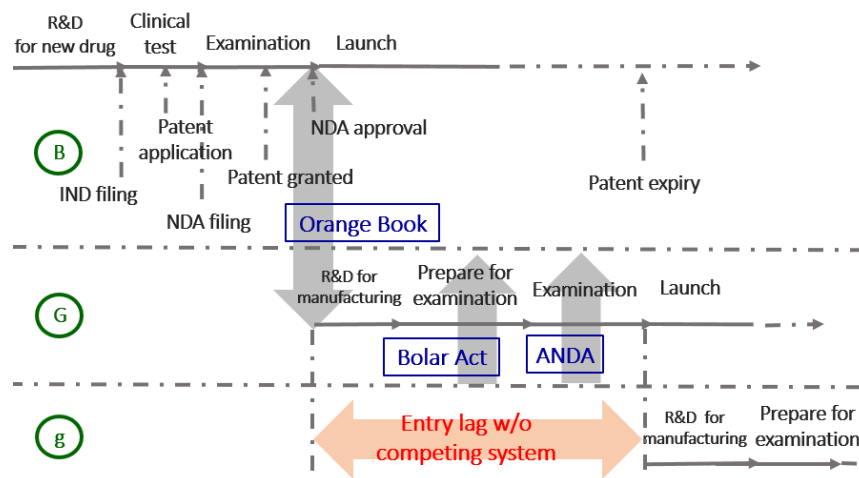 R&D
for new drug
Clinical
test
Examination
Launch
B
IND filing
Patent
application
NDA filing
Patent granted
NDA approval
Patent expiry
Orange Book
G
R&D for
manufacturing
Prepare for
examination
Examination
Launch
Bolar Act
ANDA
g
Entry lag w/o
competing system
R&D for
manufacturing
Prepare for
examination